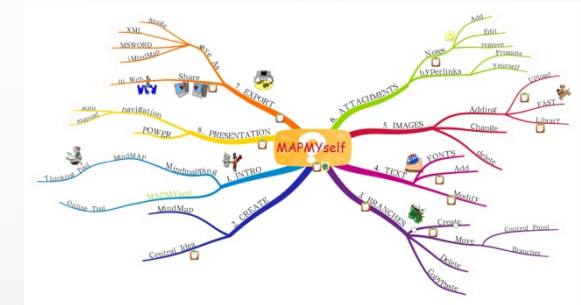 MAPMYself
1. INTRO
Mindmapping
MindMAP
Thinking Tool
MAPMYself
Online Tool
2. CREATE
MindMap
Central Idea
3. BRANCHES
Create
Move
Control Point
Branches
Delete
CopyPaste
4. TEXT
FONTS
Add
Modify
5. IMAGES
Adding
Upload
FAST
Library
Change
delete
6. ATTACHMENTS
Notes
Add
Edit
remove
hyperlinks
Promote
Yourself
7. EXPORT
Save As
image
XML
MSWORD
iMindMap
Share
in Web
8. PRESENTATION
navigation
auto
manual
POWER